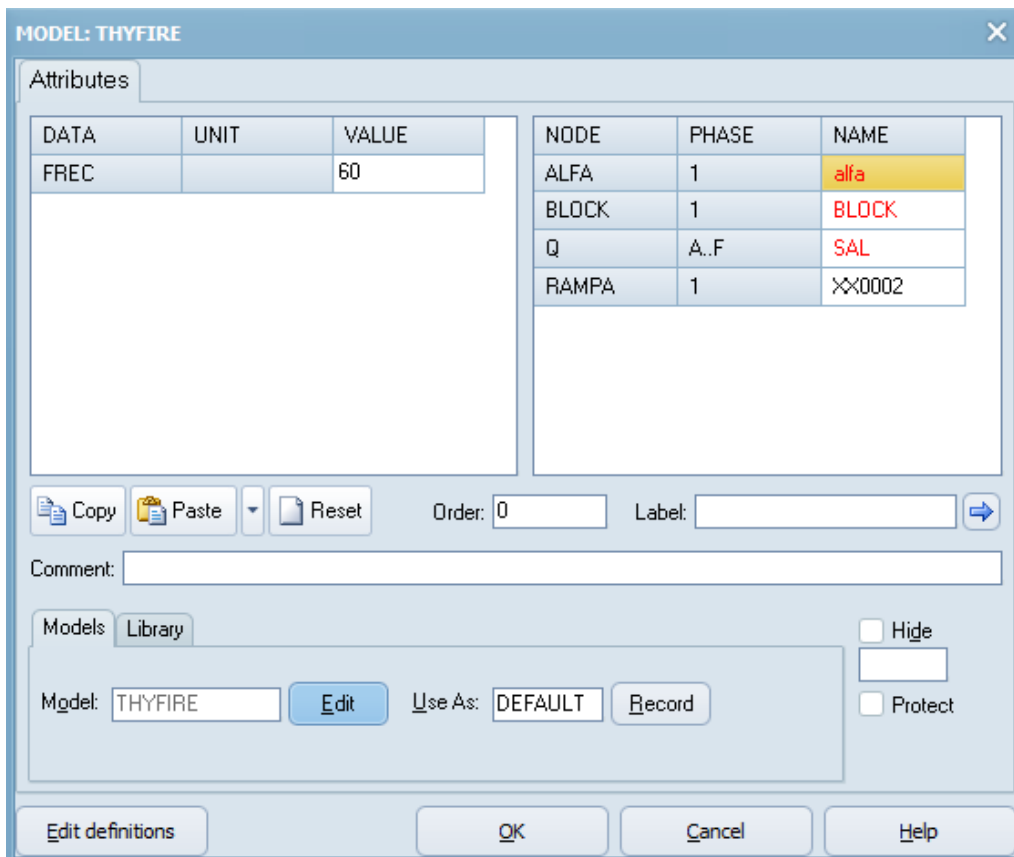 MODEL: THYFIRE
Attributes
DATA UNIT VALUE
FREC 60
NODE PHASE NAME
ALFA 1 alfa
BLOCK 1 BLOCK
Q A..F SAL
RAMPA 1 XX0002
Copy Paste Reset Order: 0 Label:
Comment:
Models Library
Hide
Model: THYFIRE Edit Use As: DEFAULT Record
Protect
Edit definitions OK Cancel Help